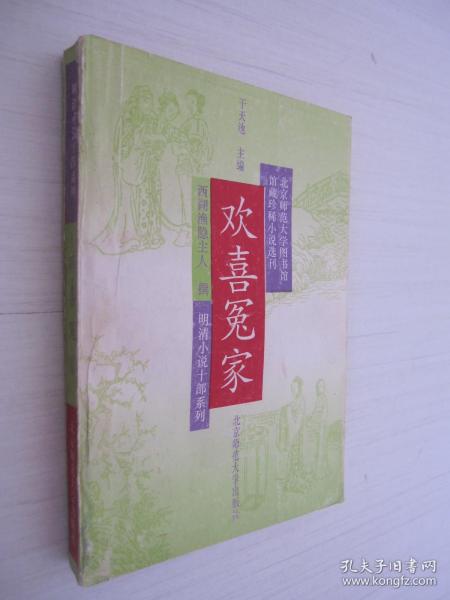 于天池 主编
北京师范大学图书馆
馆藏珍稀小说选刊
欢喜冤家
西湖渔隐主人 撰
明清小说十部系列
北京师范大学出版社
孔夫子旧书网
www.kongfz.com